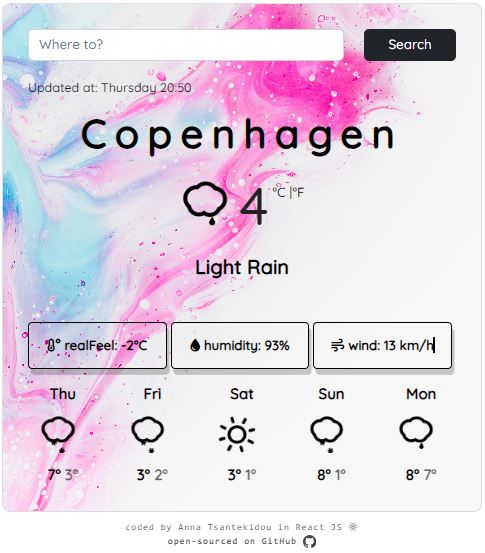 Where to?
Search
Updated at: Thursday 20:50
Copenhagen
4 °C |°F
Light Rain
realFeel: -2°C humidity: 93% wind: 13 km/h
Thu Fri Sat Sun Mon
7° 3° 3° 2° 3° 1° 8° 1° 8° 7°
coded by Anna Tsantekidou in React JS
open-sourced on GitHub